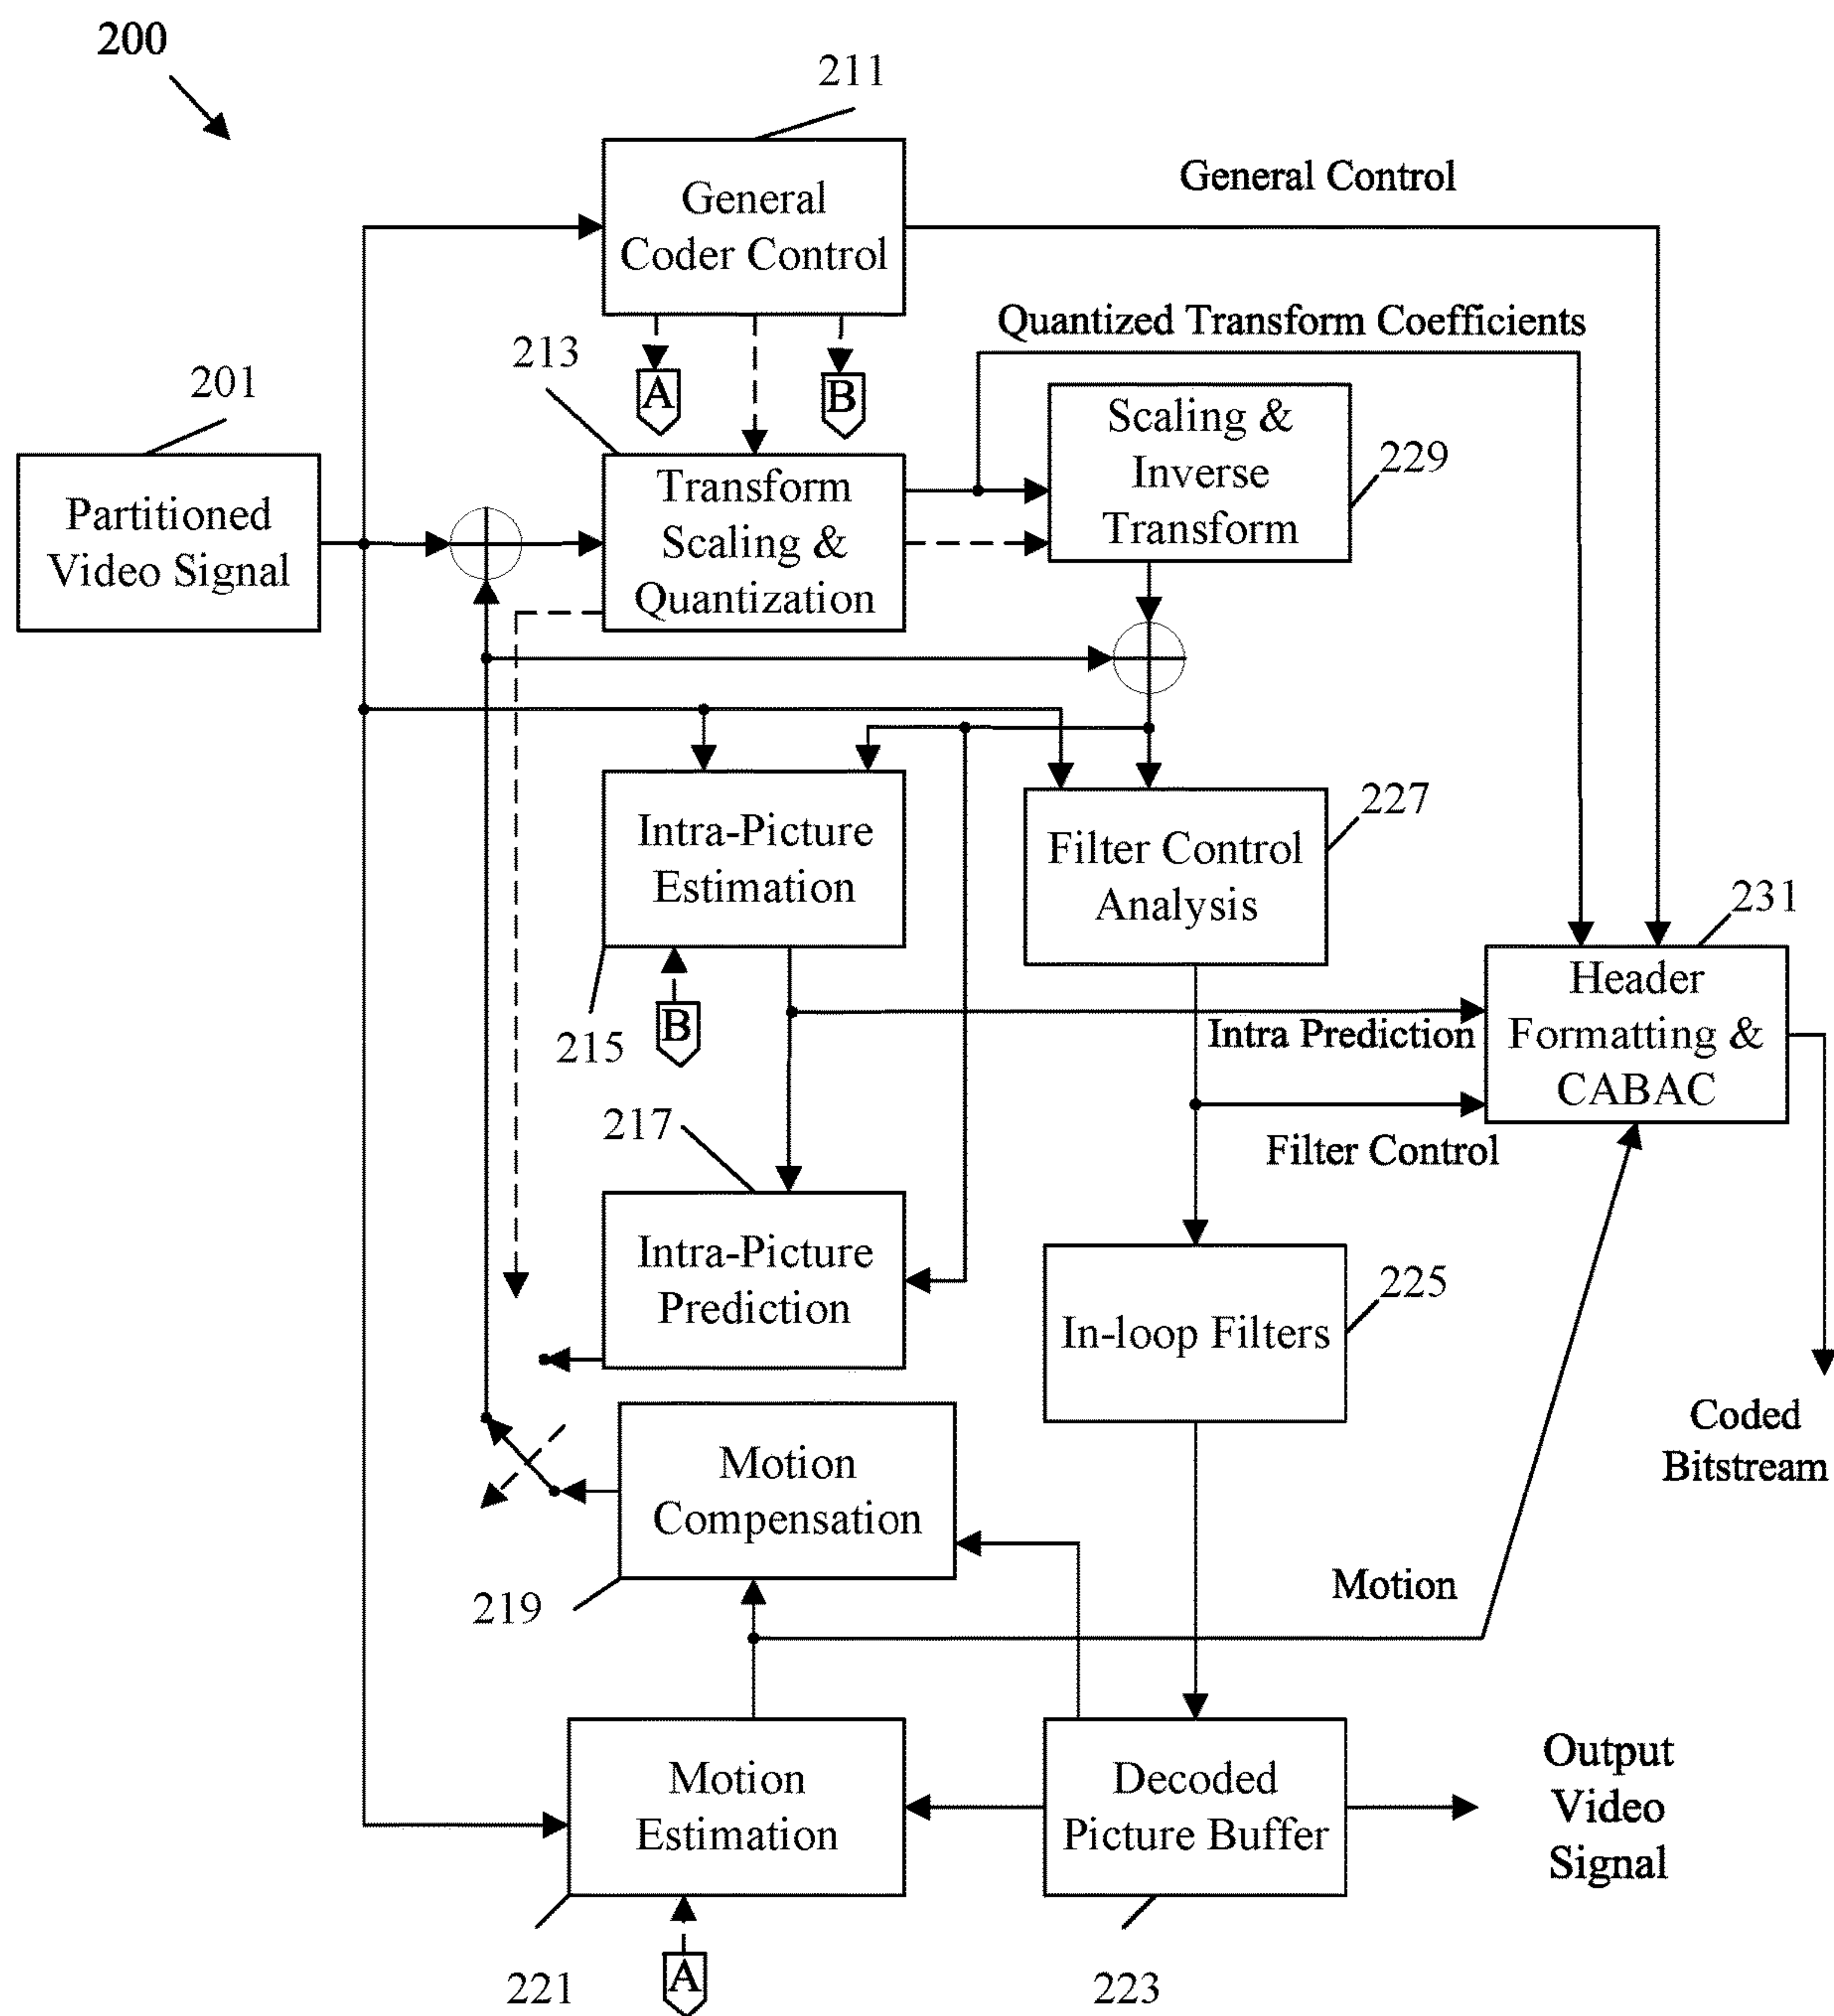 200
211
General
Coder Control
General Control
Quantized Transform Coefficients
213
A
B
201
Partitioned
Video Signal
Transform
Scaling &
Quantization
Scaling &
Inverse
Transform
229
Intra-Picture
Estimation
215
B
227
Filter Control
Analysis
231
Header
Formatting &
CABAC
Intra Prediction
Filter Control
217
Intra-Picture
Prediction
225
In-loop Filters
Coded
Bitstream
Motion
Compensation
219
Motion
Motion
Estimation
221
A
Decoded
Picture Buffer
223
Output
Video
Signal